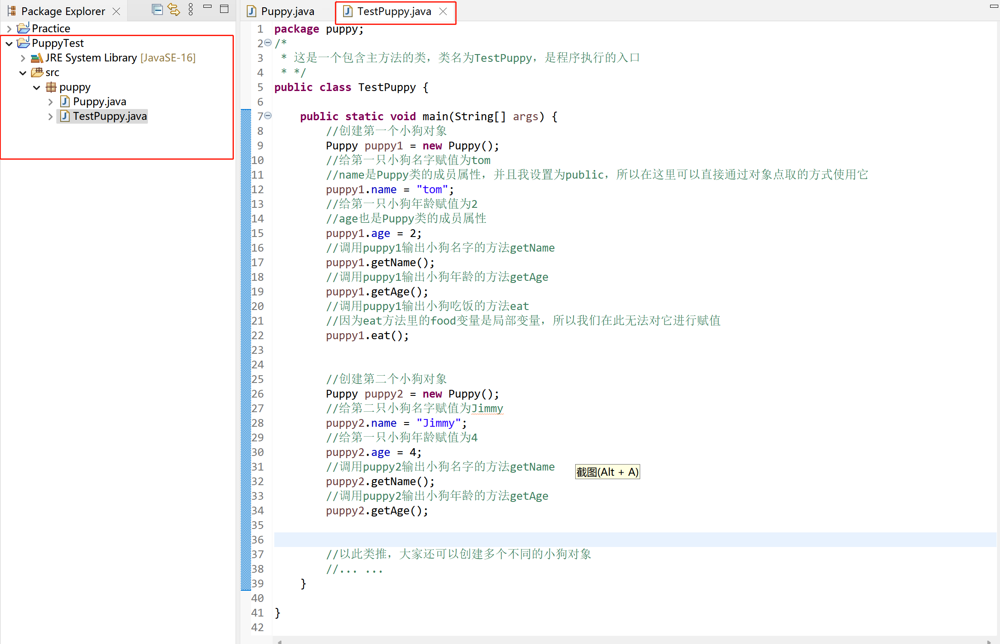 Package Explorer
Practice
PuppyTest
JRE System Library [JavaSE-16]
src
puppy
Puppy.java
TestPuppy.java
Puppy.java
TestPuppy.java
1 package puppy;
2 /*
3 * 这是一个包含主方法的类，类名为TestPuppy，是程序执行的入口
4 * */
5 public class TestPuppy {
6
7 public static void main(String[] args) {
8 //创建第一个小狗对象
9 Puppy puppy1 = new Puppy();
10 //给第一只小狗名字赋值为tom
11 //name是Puppy类的成员属性，并且我设置为public，所以在这里可以直接通过对象点取的方式使用它
12 puppy1.name = "tom";
13 //给第一只小狗年龄赋值为2
14 //age也是Puppy类的成员属性
15 puppy1.age = 2;
16 //调用puppy1输出小狗名字的方法getName
17 puppy1.getName();
18 //调用puppy1输出小狗年龄的方法getAge
19 puppy1.getAge();
20 //调用puppy1输出小狗吃饭的方法eat
21 //因为eat方法里的food变量是局部变量，所以我们在此无法对它进行赋值
22 puppy1.eat();
23
24
25 //创建第二个小狗对象
26 Puppy puppy2 = new Puppy();
27 //给第二只小狗名字赋值为Jimmy
28 puppy2.name = "Jimmy";
29 //给第一只小狗年龄赋值为4
30 puppy2.age = 4;
31 //调用puppy2输出小狗名字的方法getName
截图(Alt + A)
32 puppy2.getName();
33 //调用puppy2输出小狗年龄的方法getAge
34 puppy2.getAge();
35
36
37 //以此类推，大家还可以创建多个不同的小狗对象
38 //... ...
39 }
40
41 }
42